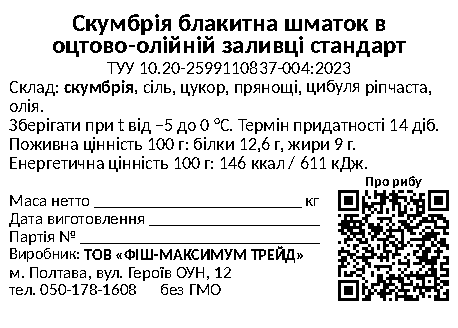 Скумбрія блакитна шматок в
оцтово-олійній заливці стандарт
ТУУ 10.20-2599110837-004:2023
Склад: скумбрія, сіль, цукор, прянощі, цибуля ріпчаста,
олія.
Зберігати при t від –5 до 0 °С. Термін придатності 14 діб.
Поживна цінність 100 г: білки 12,6 г, жири 9 г.
Енергетична цінність 100 г: 146 ккал / 611 кДж.
Про рибу
Маса нетто ____________________________ кг
Дата виготовлення ______________________
Партія № ______________________________
Виробник: ТОВ «ФІШ-МАКСИМУМ ТРЕЙД»
м. Полтава, вул. Героїв ОУН, 12
тел. 050-178-1608 без ГМО